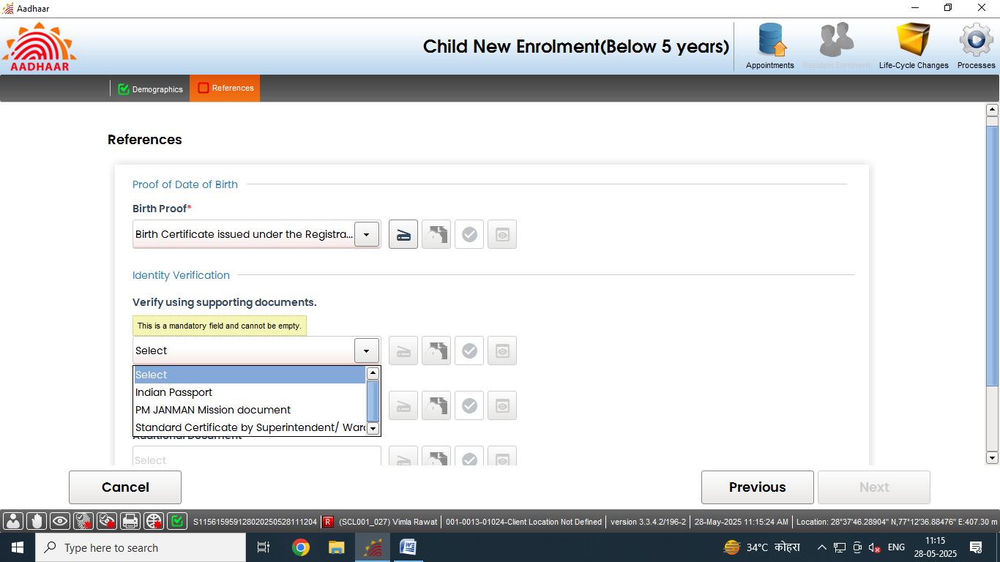 Aadhaar
AADHAAR
Child New Enrolment(Below 5 years)
Appointments
Resident Enrolment
Life-Cycle Changes
Processes
Demographics
References
References
Proof of Date of Birth
Birth Proof*
Birth Certificate issued under the Registra...
Identity Verification
Verify using supporting documents.
This is a mandatory field and cannot be empty.
Select
Select
Indian Passport
PM JANMAN Mission document
Standard Certificate by Superintendent/ Ward
Additional Document
Select
Cancel
Previous
Next
S115615959128020250528111204
R
(SCL001_027) Vimla Rawat
001-0013-01024-Client Location Not Defined
version 3.3.4.2/196-2
28-May-2025 11:15:24 AM
Location: 28°37'46.28904" N,77°12'36.88476" E:407.30 m
Type here to search
34°C कोहरा
ENG
11:15
28-05-2025